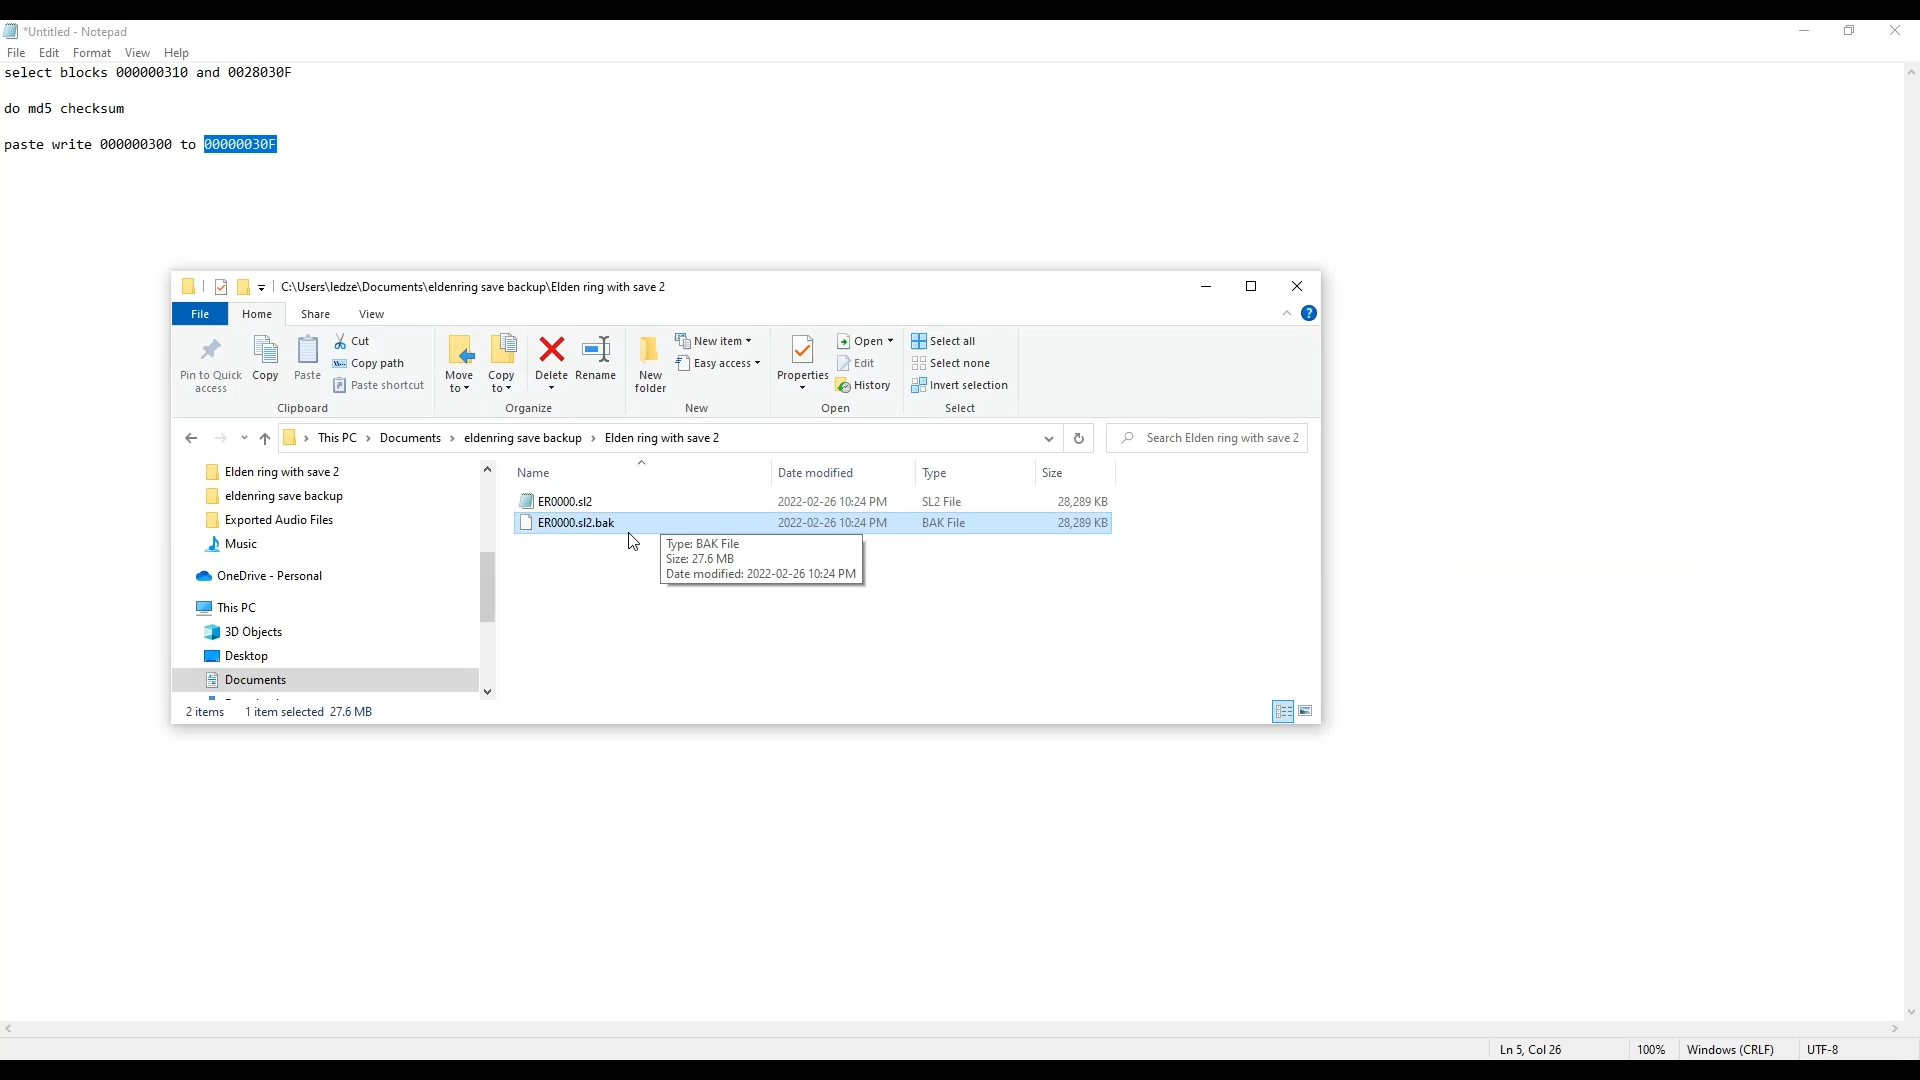 *Untitled - Notepad
File Edit Format View Help
select blocks 000000310 and 0028030F
do md5 checksum
paste write 000000300 to 00000030F
C:\Users\ledze\Documents\eldenring save backup\Elden ring with save 2
File Home Share View
Pin to Quick access
Copy
Paste
Cut
Copy path
Paste shortcut
Clipboard
Move to
Copy to
Delete
Rename
Organize
New folder
New item
Easy access
New
Properties
Open
Edit
History
Open
Select all
Select none
Invert selection
Select
This PC > Documents > eldenring save backup > Elden ring with save 2
Search Elden ring with save 2
Elden ring with save 2
eldenring save backup
Exported Audio Files
Music
OneDrive - Personal
This PC
3D Objects
Desktop
Documents
Name Date modified Type Size
ER0000.sl2 2022-02-26 10:24 PM SL2 File 28,289 KB
ER0000.sl2.bak 2022-02-26 10:24 PM BAK File 28,289 KB
Type: BAK File
Size: 27.6 MB
Date modified: 2022-02-26 10:24 PM
2 items 1 item selected 27.6 MB
Ln 5, Col 26 100% Windows (CRLF) UTF-8